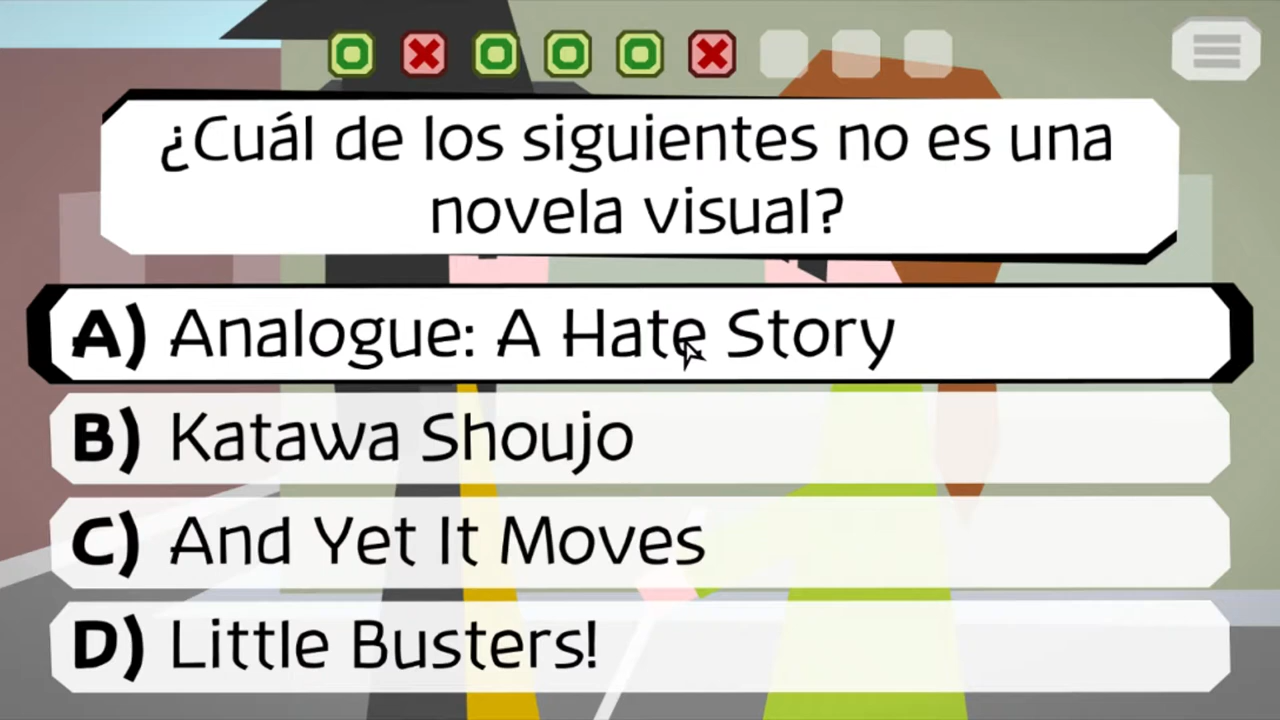 ¿Cuál de los siguientes no es una
novela visual?
A) Analogue: A Hate Story
B) Katawa Shoujo
C) And Yet It Moves
D) Little Busters!